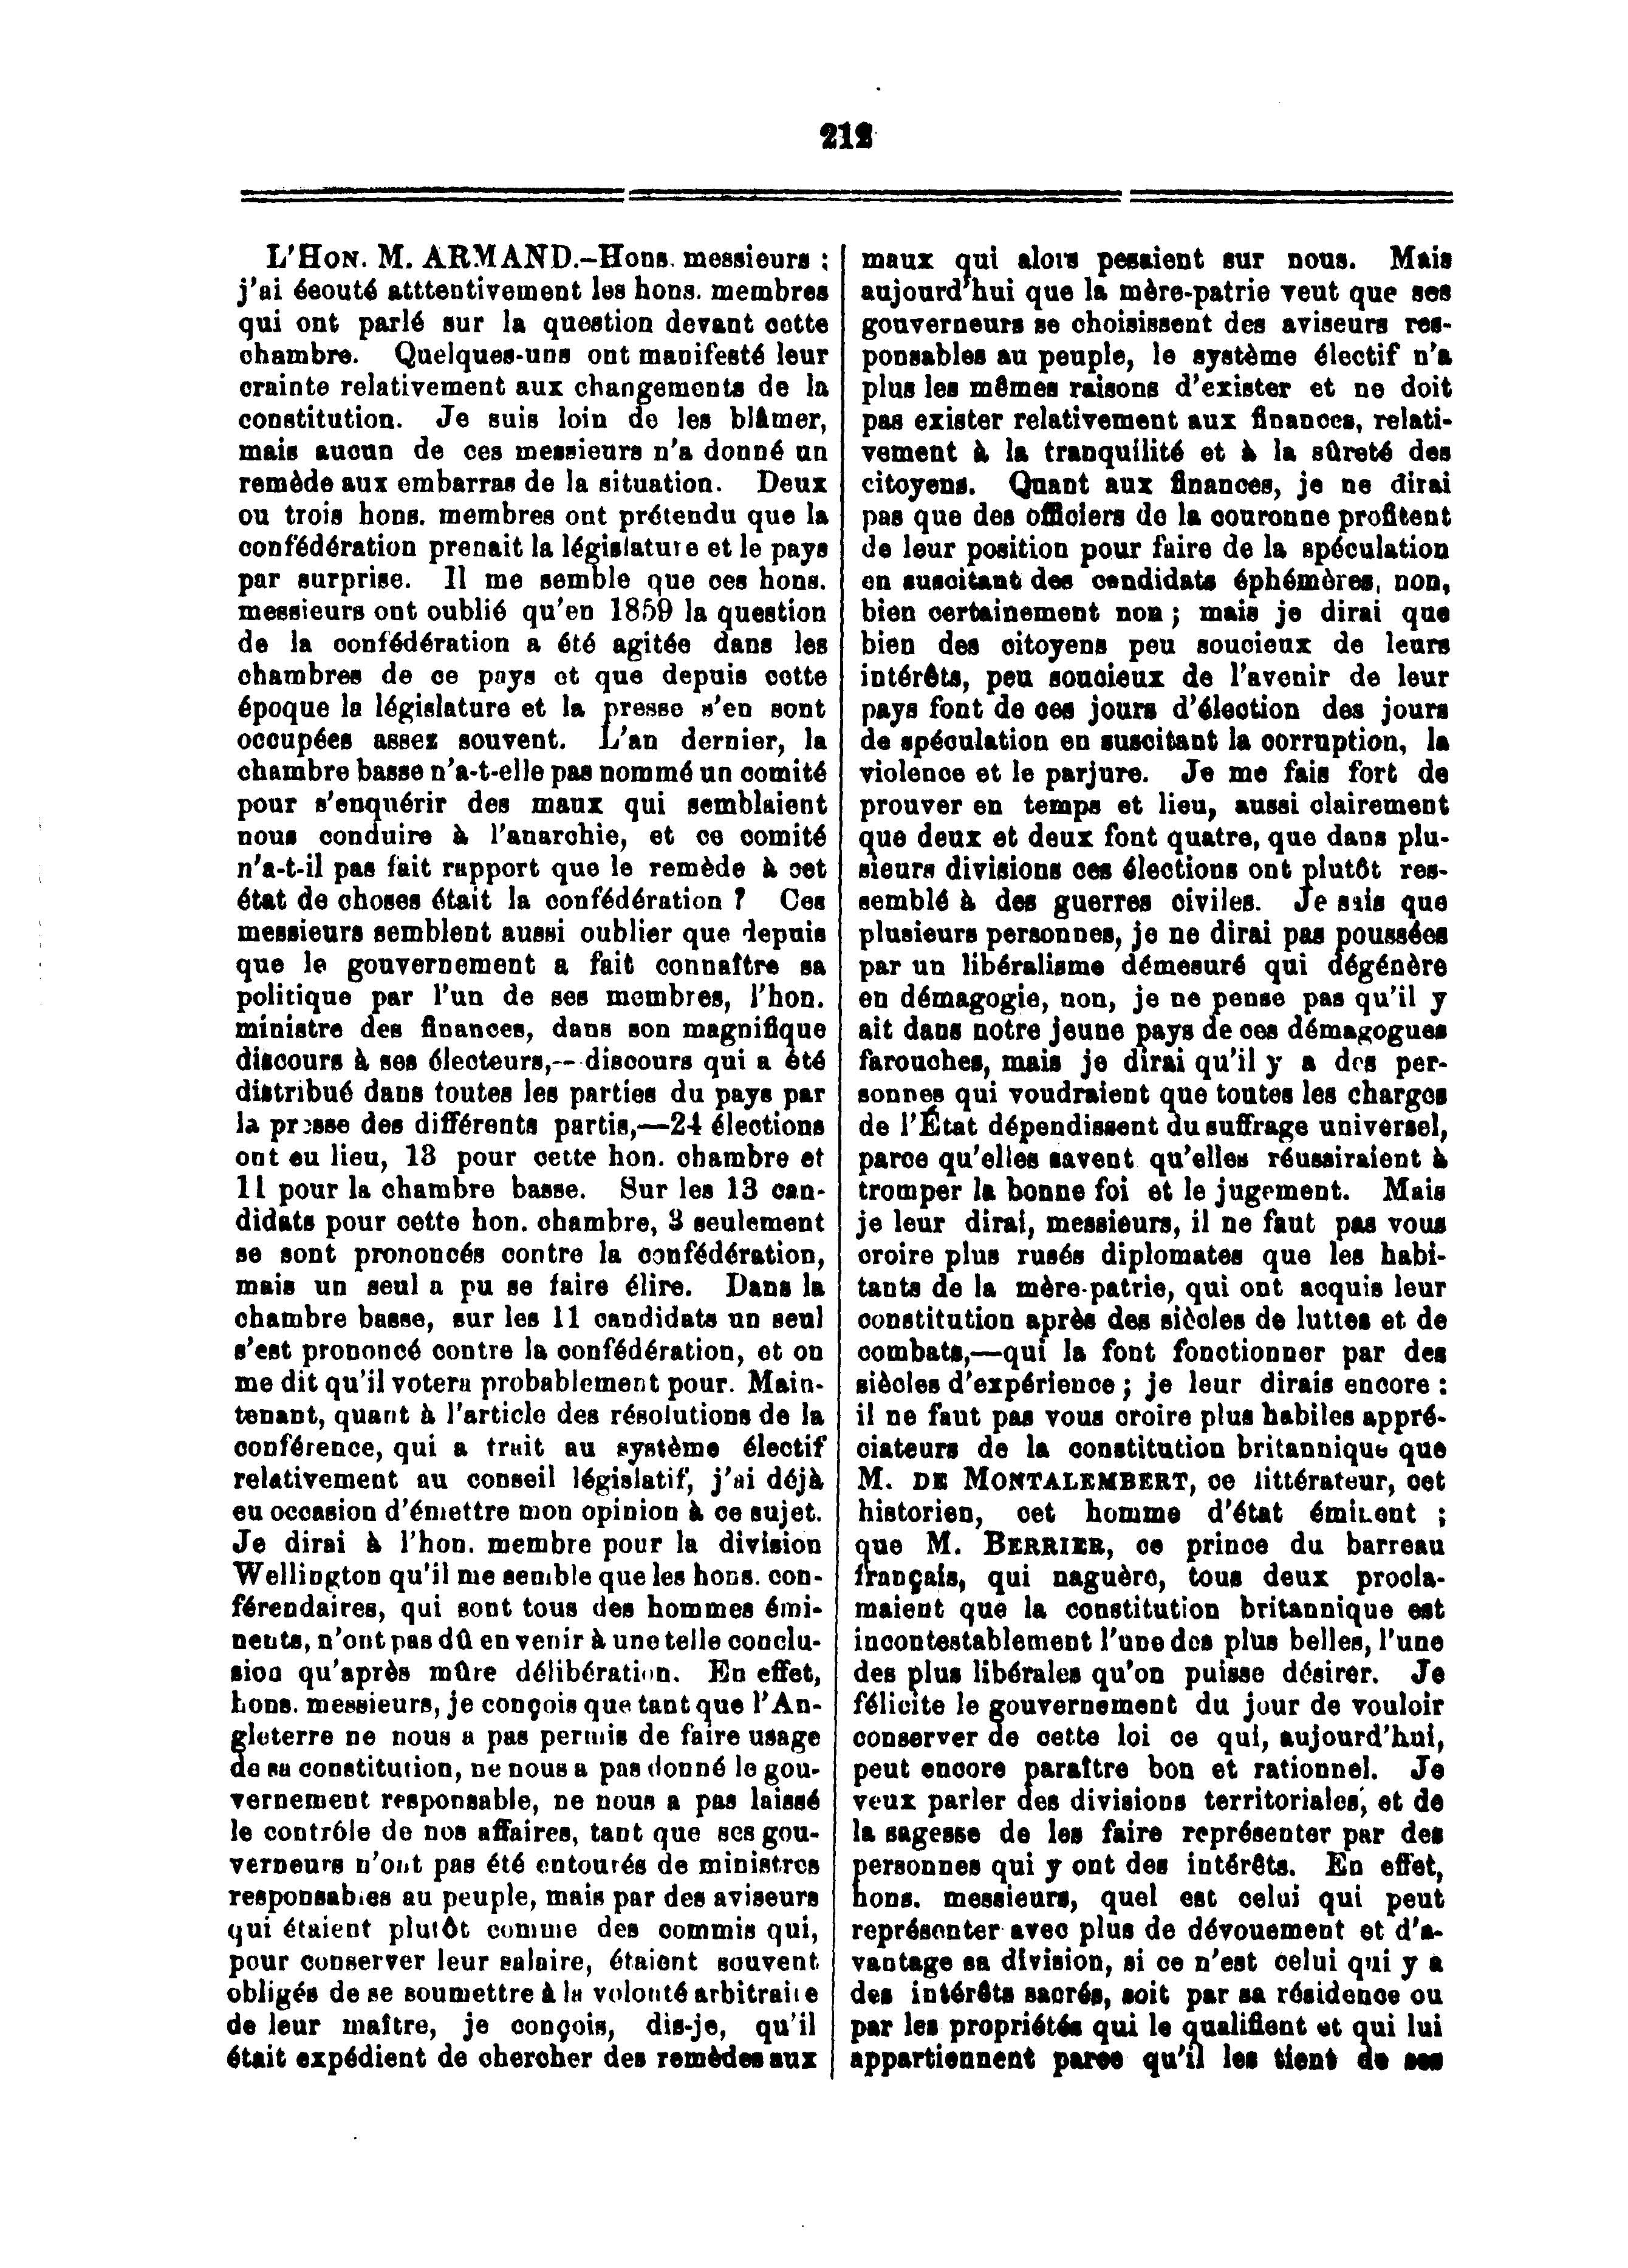 212
L'HON. M. ARMAND.—Hons. messieurs ;
j'ai éeouté atttentivement les hons. membres
qui ont parlé sur la question devant cette
chambre. Quelques-uns ont manifesté leur
crainte relativement aux changements de la
constitution. Je suis loin de les blâmer,
mais aucun de ces messieurs n'a donné un
remède aux embarras de la situation. Deux
ou trois hons. membres ont prétendu que la
confédération prenait la législature et le pays
par surprise. Il me semble que ces hons.
messieurs ont oublié qu'en 1859 la question
de la confédération a été agitée dans les
chambres de ce pays et que depuis cette
époque la législature et la presse s'en sont
occupées assez souvent. L'an dernier, la
chambre basse n'a-t-elle pas nommé un comité
pour s'enquérir des maux qui semblaient
nous conduire à l'anarchie, et ce comité
n'a-t-il pas fait rapport que le remède à cet
état de choses était la confédération ? Ces
messieurs semblent aussi oublier que depuis
que le gouvernement a fait connaître sa
politique par l'un de ses membres, l'hon.
ministre des finances, dans son magnifique
discours à ses électeurs,—discours qui a été
distribué dans toutes les parties du pays par
la presse des différents partis,—24 élections
ont eu lieu, 13 pour cette hon. chambre et
11 pour la chambre basse. Sur les 13 can-
didats pour cette hon. chambre, 3 seulement
se sont prononcés contre la confédération,
mais un seul a pu se faire élire. Dans la
chambre basse, sur les 11 candidats un seul
s'est prononcé contre la confédération, et on
me dit qu'il votera probablement pour. Main-
tenant, quant à l'article des résolutions de la
conférence, qui a trait au système électif
relativement au conseil législatif, j'ai déjà
eu occasion d'émettre mon opinion à ce sujet.
Je dirai à l'hon. membre pour la division
Wellington qu'il me semble que les hons. con-
férendaires, qui sont tous des hommes émi-
nents, n'ont pas dû en venir à une telle conclu-
sion qu'après mûre délibération. En effet,
hons. messieurs, je conçois que tant que l'An-
gleterre ne nous a pas permis de faire usage
de sa constitution, ne nous a pas donné le gou-
vernement responsable, ne nous a pas laissé
le contrôle de nos affaires, tant que ses gou-
verneurs n'ont pas été entourés de ministres
responsables au peuple, mais par des aviseurs
qui étaient plutôt comme des commis qui,
pour conserver leur salaire, étaient souvent
obligés de se soumettre à la volonté arbitraire
de leur maître, je conçois, dis-je, qu'il
était expédient de chercher des remèdes aux
maux qui alors pesaient sur nous. Mais
aujourd'hui que la mère-patrie veut que ses
gouverneurs se choisissent des aviseurs res-
ponsables au peuple, le système électif n'a
plus les mêmes raisons d'exister et ne doit
pas exister relativement aux finances, relati-
vement à la tranquilité et à la sûreté des
citoyens. Quant aux finances, je ne dirai
pas que des officiers de la couronne profitent
de leur position pour faire de la spéculation
en suscitant des candidats éphémères, non,
bien certainement non ; mais je dirai que
bien des citoyens peu soucieux de leurs
intérêts, peu soucieux de l'avenir de leur
pays font de ces jours d'élection des jours
de spéculation en suscitant la corruption, la
violence et le parjure. Je me fais fort de
prouver en temps et lieu, aussi clairement
que deux et deux font quatre, que dans plu-
sieurs divisions ces élections ont plutôt res-
semblé à des guerres civiles. Je sais que
plusieurs personnes, je ne dirai pas poussées
par un libéralisme démesuré qui dégénère
en démagogie, non, je ne pense pas qu'il y
ait dans notre jeune pays de ces démagogues
farouches, mais je dirai qu'il y a des per-
sonnes qui voudraient que toutes les charges
de l'État dépendissent du suffrage universel,
parce qu'elles savent qu'elles réussiraient à
tromper la bonne foi et le jugement. Mais
je leur dirai, messieurs, il ne faut pas vous
croire plus rusés diplomates que les habi-
tants de la mère-patrie, qui ont acquis leur
constitution après des siècles de luttes et de
combats,—qui la font fonctionner par des
siècles d'expérience ; je leur dirais encore :
il ne faut pas vous croire plus habiles appré-
ciateurs de la constitution britannique que
M. DE MONTALEMBERT, ce littérateur, cet
historien, cet homme d'état éminent ;
que M. BERRIER, ce prince du barreau
français, qui naguère, tous deux procla-
maient que la constitution britannique est
incontestablement l'une des plus belles, l'une
des plus libérales qu'on puisse désirer. Je
félicite le gouvernement du jour de vouloir
conserver de cette loi ce qui, aujourd'hui,
peut encore paraître bon et rationnel. Je
veux parler des divisions territoriales, et de
la sagesse de les faire représenter par des
personnes qui y ont des intérêts. En effet,
hons. messieurs, quel est celui qui peut
représenter avec plus de dévouement et d'a-
vantage sa division, si ce n'est celui qui y a
des intérêts sacrés, soit par sa résidence ou
par les propriétés qui le qualifient et qui lui
appartiennent parce qu'il les tient de ses